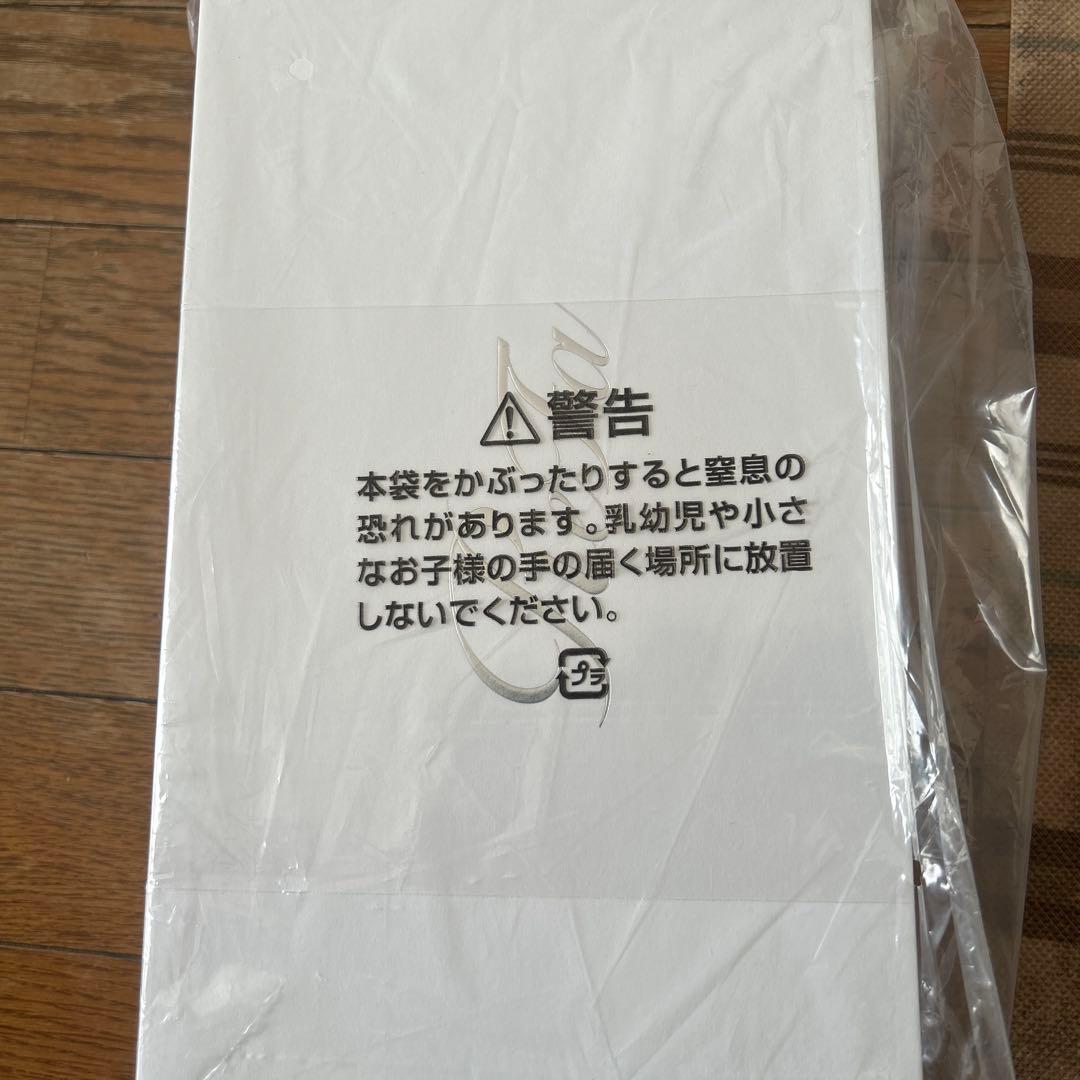 ⚠警告
本袋をかぶったりすると窒息の
恐れがあります。乳幼児や小さ
なお子様の手の届く場所に放置
しないでください。
プラ